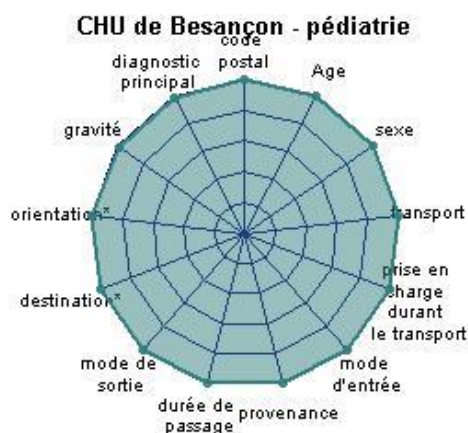 CHU de Besançon - pédiatrie
code
postal
Age
sexe
transport
prise en
charge
durant
le transport
mode
d'entrée
provenance
durée de
passage
mode de
sortie
destination*
orientation*
gravité
diagnostic
principal